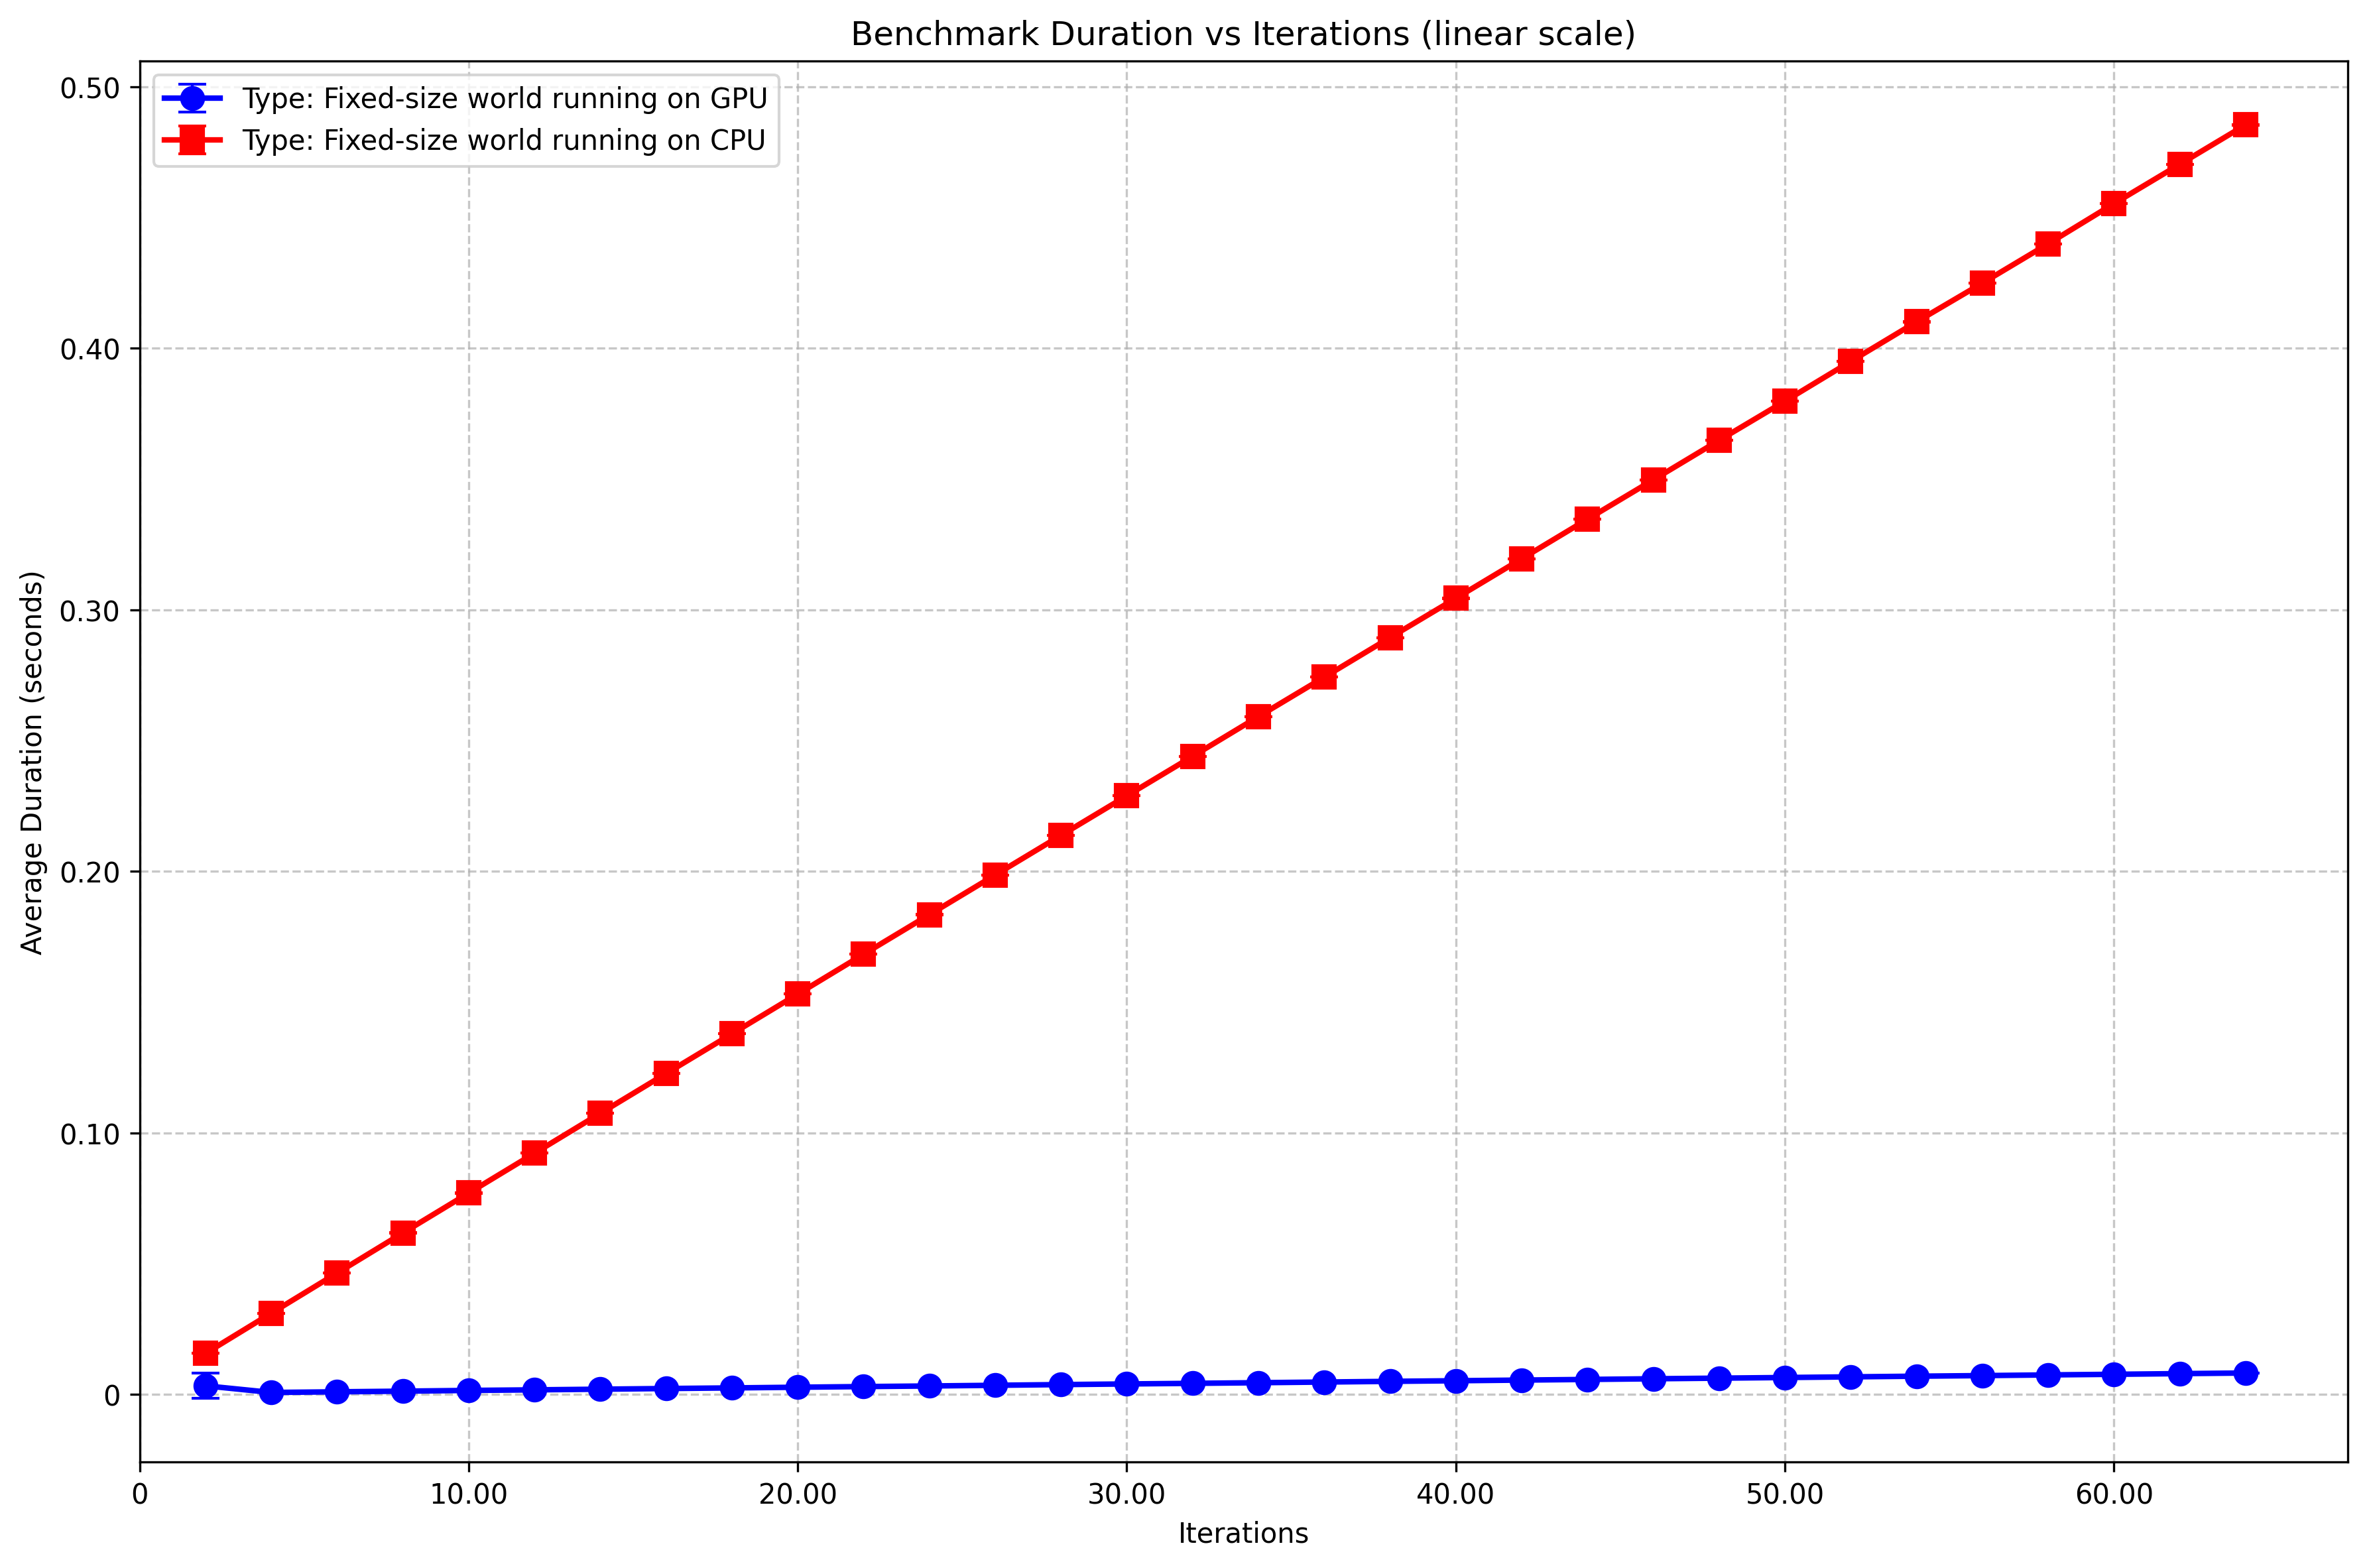 Benchmark Duration vs Iterations (linear scale)
Type: Fixed-size world running on GPU
Type: Fixed-size world running on CPU
Average Duration (seconds)
0.50
0.40
0.30
0.20
0.10
0
0
10.00
20.00
30.00
40.00
50.00
60.00
Iterations